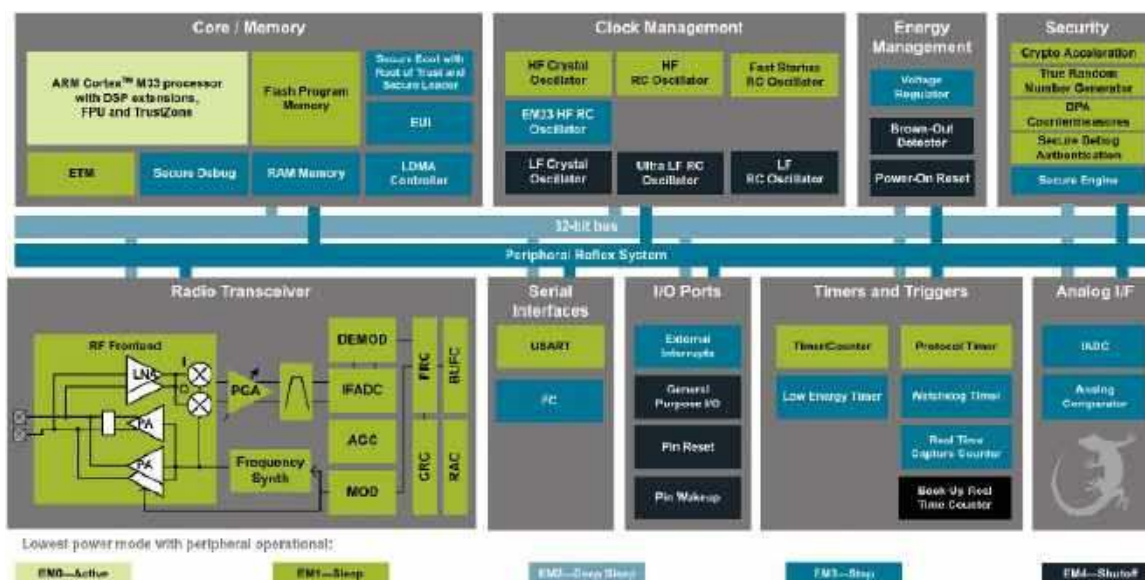 Core / Memory
ARM Cortex™ M33 processor
with DSP extensions,
FPU and TrustZone
Flash Program
Memory
Secure Boot with
Root of Trust and
Secure Loader
EUI
ETM
Secure Debug
RAM Memory
LDMA
Controller
Clock Management
HF Crystal
Oscillator
HF
RC Oscillator
Fast Startup
RC Oscillator
EM23 HF RC
Oscillator
LF Crystal
Oscillator
Ultra LF RC
Oscillator
LF
RC Oscillator
Energy
Management
Voltage
Regulator
Brown-Out
Detector
Power-On Reset
Security
Crypto Acceleration
True Random
Number Generator
DPA
Countermeasures
Secure Debug
Authentication
Secure Engine
32-bit bus
Peripheral Reflex System
Radio Transceiver
RF Frontend
LNA
I
Q
PA
PA
PGA
Frequency
Synth
DEMOD
IFADC
AGC
MOD
FRC
BUFC
CRC
RAC
Serial
Interfaces
USART
I²C
I/O Ports
External
Interrupts
General
Purpose I/O
Pin Reset
Pin Wakeup
Timers and Triggers
Timer/Counter
Protocol Timer
Low Energy Timer
Watchdog Timer
Real Time
Capture Counter
Back-Up Real
Time Counter
Analog I/F
IADC
Analog
Comparator
Lowest power mode with peripheral operational:
EM0—Active
EM1—Sleep
EM2—Deep Sleep
EM3—Stop
EM4—Shutoff